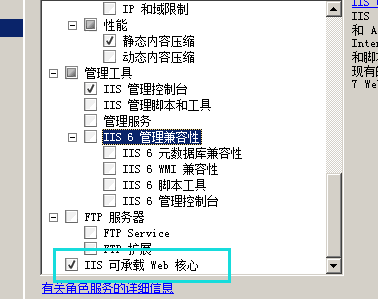 IP 和域限制
性能
静态内容压缩
动态内容压缩
管理工具
IIS 管理控制台
IIS 管理脚本和工具
管理服务
IIS 6 管理兼容性
IIS 6 元数据库兼容性
IIS 6 WMI 兼容性
IIS 6 脚本工具
IIS 6 管理控制台
FTP 服务器
FTP Service
FTP 扩展
IIS 可承载 Web 核心
有关角色服务的详细信息
IIS
和 A
Inter
和脚本
现有的
7 We